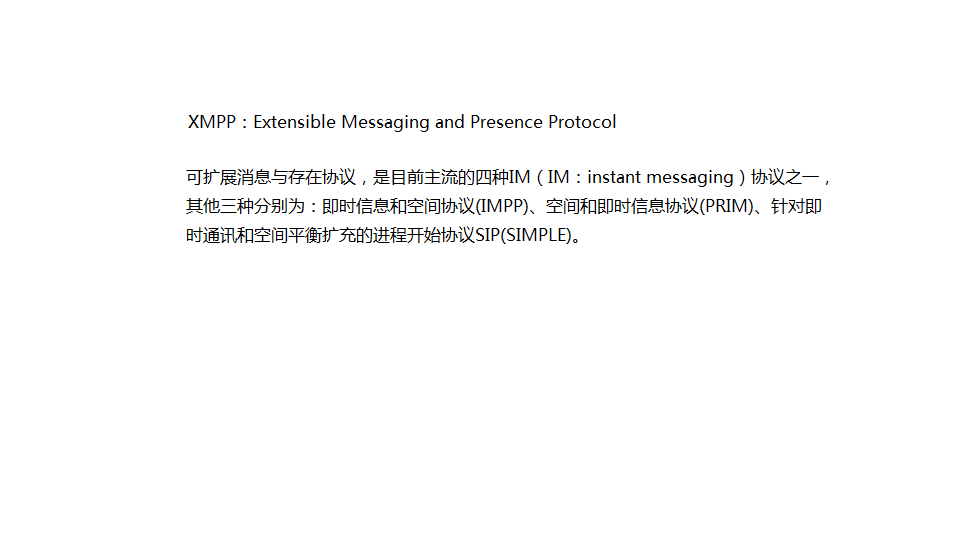 XMPP：Extensible Messaging and Presence Protocol
可扩展消息与存在协议，是目前主流的四种IM（IM：instant messaging）协议之一，
其他三种分别为：即时信息和空间协议(IMPP)、空间和即时信息协议(PRIM)、针对即
时通讯和空间平衡扩充的进程开始协议SIP(SIMPLE)。